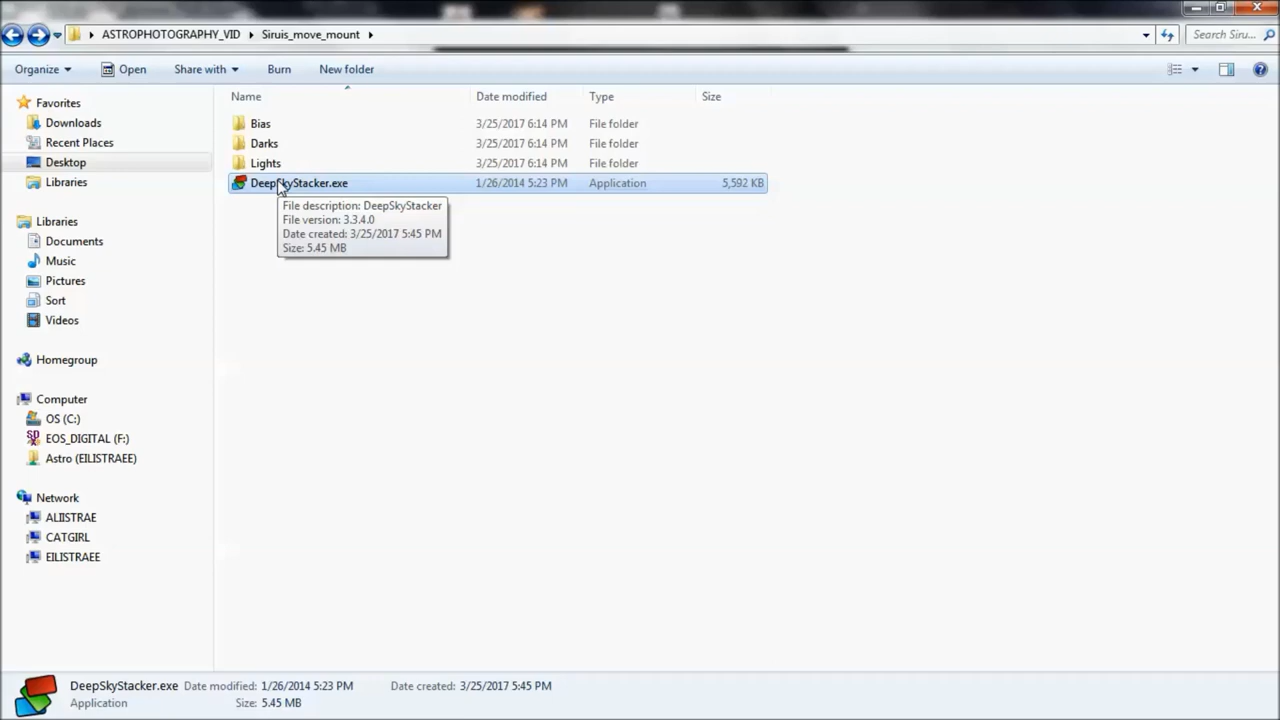 ASTROPHOTOGRAPHY_VID Siruis_move_mount Search Siru...
Organize Open Share with Burn New folder
Favorites
Downloads
Recent Places
Desktop
Libraries
Libraries
Documents
Music
Pictures
Sort
Videos
Homegroup
Computer
OS (C:)
EOS_DIGITAL (F:)
Astro (EILISTRAEE)
Network
ALIISTRAE
CATGIRL
EILISTRAEE
Name Date modified Type Size
Bias 3/25/2017 6:14 PM File folder
Darks 3/25/2017 6:14 PM File folder
Lights 3/25/2017 6:14 PM File folder
DeepSkyStacker.exe 1/26/2014 5:23 PM Application 5,592 KB
File description: DeepSkyStacker
File version: 3.3.4.0
Date created: 3/25/2017 5:45 PM
Size: 5.45 MB
DeepSkyStacker.exe Date modified: 1/26/2014 5:23 PM Date created: 3/25/2017 5:45 PM
Application Size: 5.45 MB